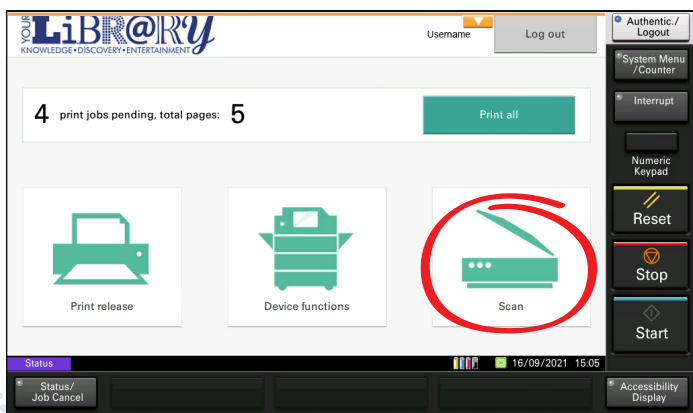 YOUR
LiBR@RY
KNOWLEDGE•DISCOVERY•ENTERTAINMENT
Username
Log out
4 print jobs pending, total pages: 5
Print all
Print release
Device functions
Scan
Status
16/09/2021 15:05
Status/
Job Cancel
Authentic./
Logout
System Menu
/Counter
Interrupt
Numeric
Keypad
Reset
Stop
Start
Accessibility
Display